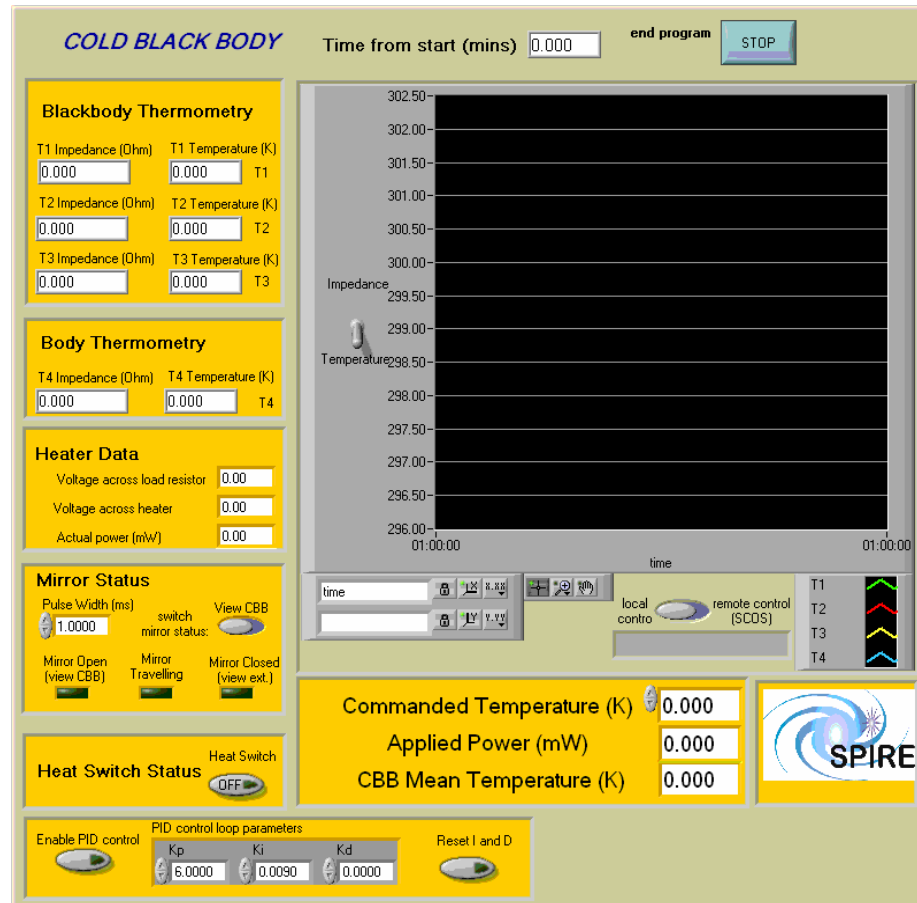 COLD BLACK BODY
Time from start (mins) 0.000
end program
STOP
Blackbody Thermometry
T1 Impedance (Ohm) T1 Temperature (K)
0.000 0.000 T1
T2 Impedance (Ohm) T2 Temperature (K)
0.000 0.000 T2
T3 Impedance (Ohm) T3 Temperature (K)
0.000 0.000 T3
Body Thermometry
T4 Impedance (Ohm) T4 Temperature (K)
0.000 0.000 T4
Heater Data
Voltage across load resistor 0.00
Voltage across heater 0.00
Actual power (mW) 0.00
Mirror Status
Pulse Width (ms)
1.0000
switch
mirror status:
View CBB
Mirror Open
(view CBB)
Mirror
Travelling
Mirror Closed
(view ext.)
Heat Switch Status
Heat Switch
OFF
Enable PID control
PID control loop parameters
Kp Ki Kd
6.0000 0.0090 0.0000
Reset I and D
302.50
302.00
301.50
301.00
300.50
300.00
Impedance
299.50
299.00
Temperature
298.50
298.00
297.50
297.00
296.50
296.00
01:00:00 01:00:00
time
time X X.XX
Y Y.YY
local
contro
remote control
(SCOS)
T1
T2
T3
T4
Commanded Temperature (K) 0.000
Applied Power (mW) 0.000
CBB Mean Temperature (K) 0.000
SPIRE